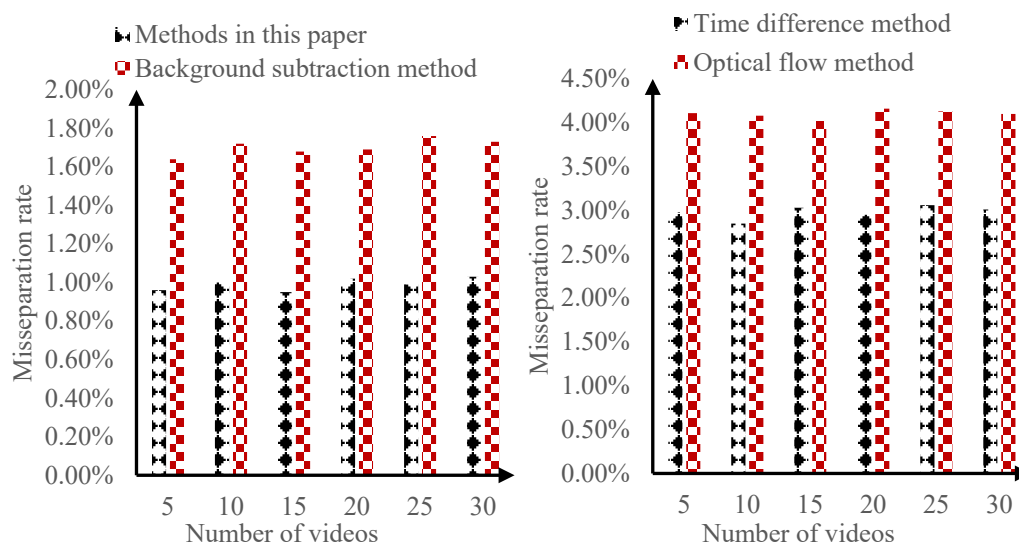 Methods in this paper
Background subtraction method
2.00%
1.80%
1.60%
1.40%
1.20%
1.00%
0.80%
0.60%
0.40%
0.20%
0.00%
Misseparation rate
5 10 15 20 25 30
Number of videos
Time difference method
Optical flow method
4.50%
4.00%
3.50%
3.00%
2.50%
2.00%
1.50%
1.00%
0.50%
0.00%
Misseparation rate
5 10 15 20 25 30
Number of videos